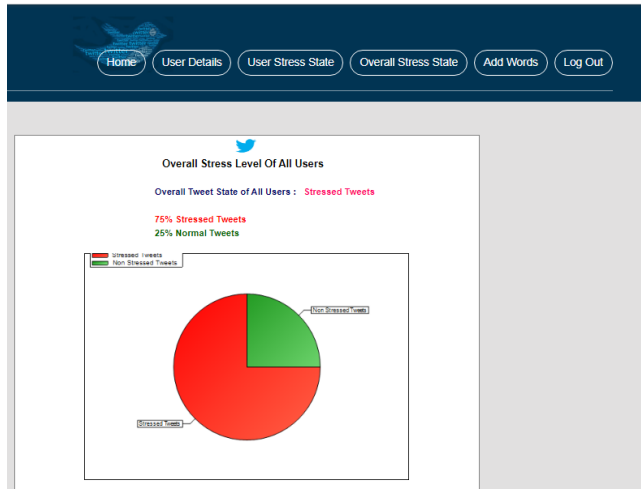 Home User Details User Stress State Overall Stress State Add Words Log Out
Overall Stress Level Of All Users
Overall Tweet State of All Users : Stressed Tweets
75% Stressed Tweets
25% Normal Tweets
Stressed Tweets
Non Stressed Tweets
Non Stressed Tweets
Stressed Tweets